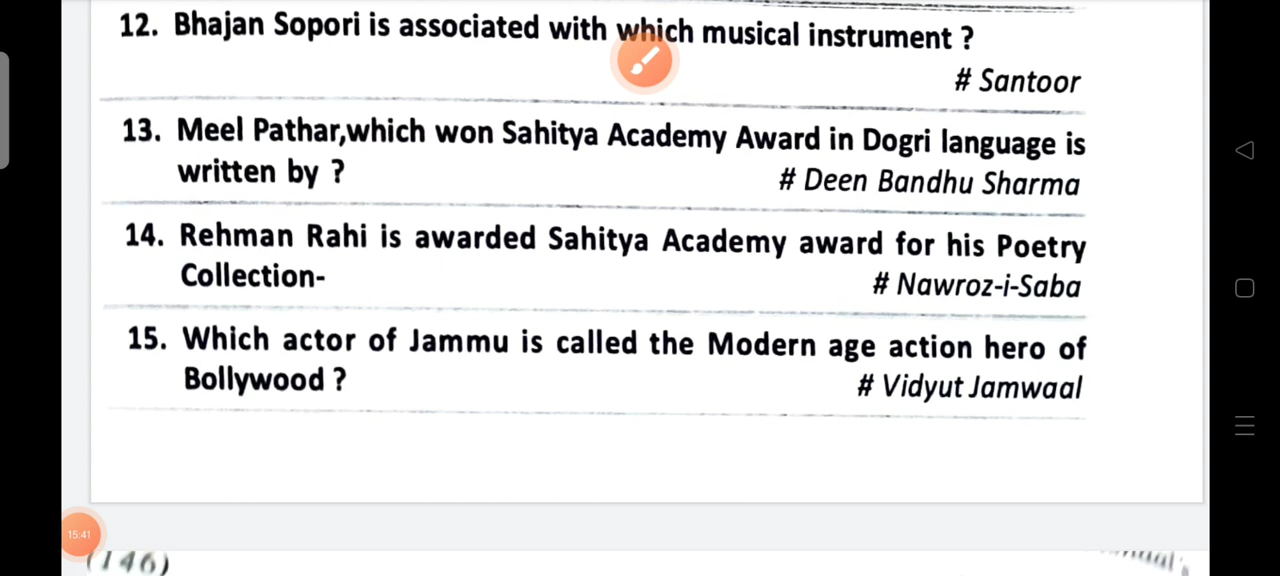 12. Bhajan Sopori is associated with which musical instrument ?
# Santoor
13. Meel Pathar,which won Sahitya Academy Award in Dogri language is
written by ?
# Deen Bandhu Sharma
14. Rehman Rahi is awarded Sahitya Academy award for his Poetry
Collection-
# Nawroz-i-Saba
15. Which actor of Jammu is called the Modern age action hero of
Bollywood ?
# Vidyut Jamwaal
15:41
(146)